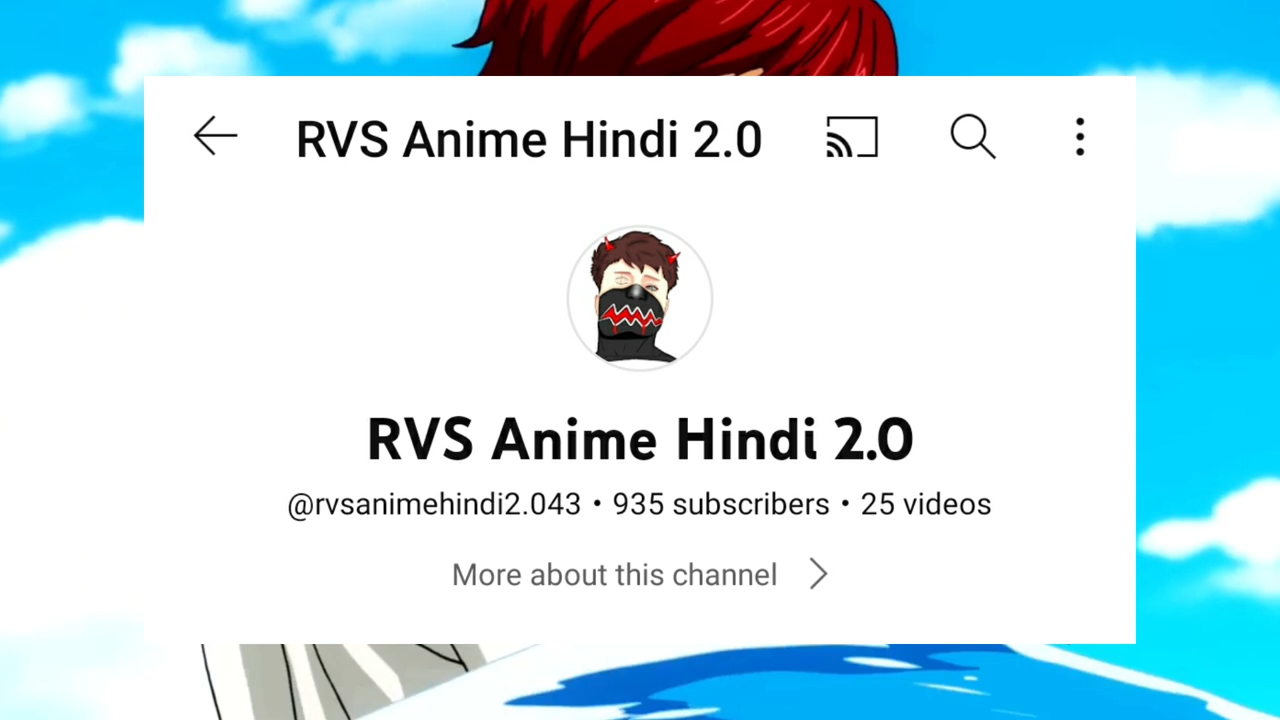 RVS Anime Hindi 2.0
RVS Anime Hindi 2.0
@rvsanimehindi2.043 • 935 subscribers • 25 videos
More about this channel